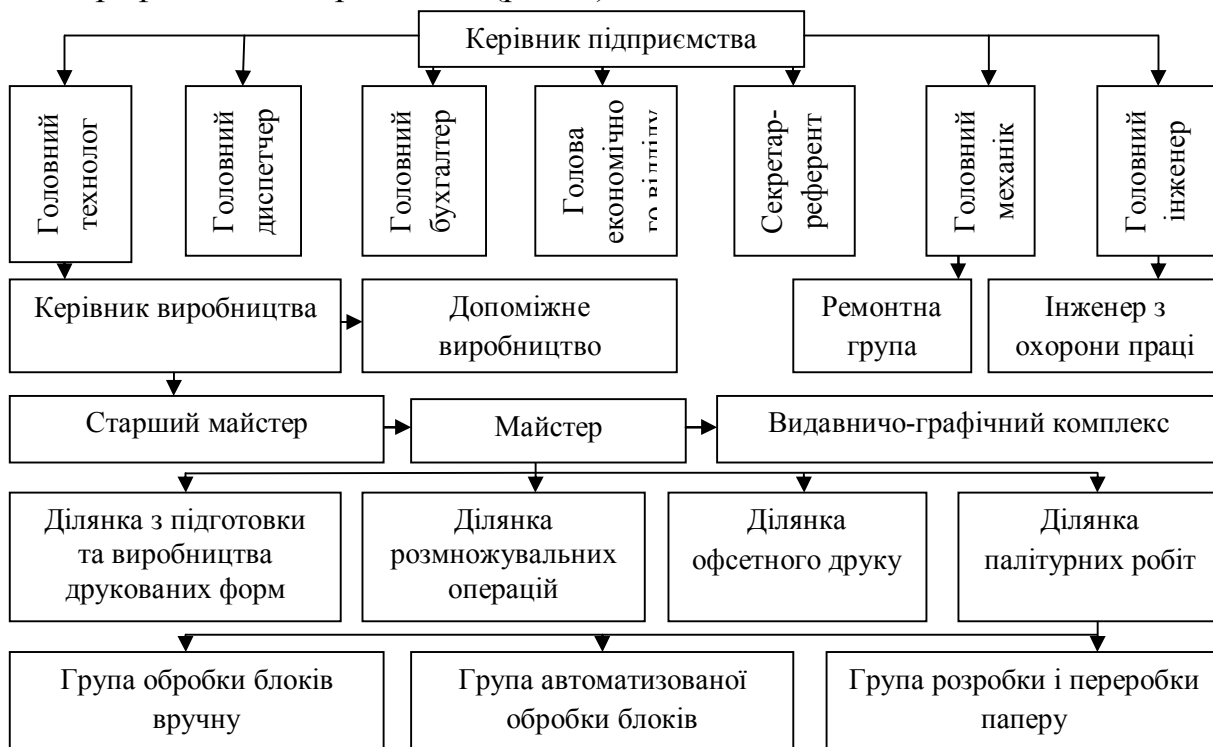 Керівник підприємства
Головний
технолог
Головний
диспетчер
Головний
бухгалтер
Голова
економічно
го відділу
Секретар-
референт
Головний
механік
Головний
інженер
Керівник виробництва
Допоміжне
виробництво
Ремонтна
група
Інженер з
охорони праці
Старший майстер
Майстер
Видавничо-графічний комплекс
Ділянка з підготовки
та виробництва
друкованих форм
Ділянка
розмножувальних
операцій
Ділянка
офсетного друку
Ділянка
палітурних робіт
Група обробки блоків
вручну
Група автоматизованої
обробки блоків
Група розробки і переробки
паперу